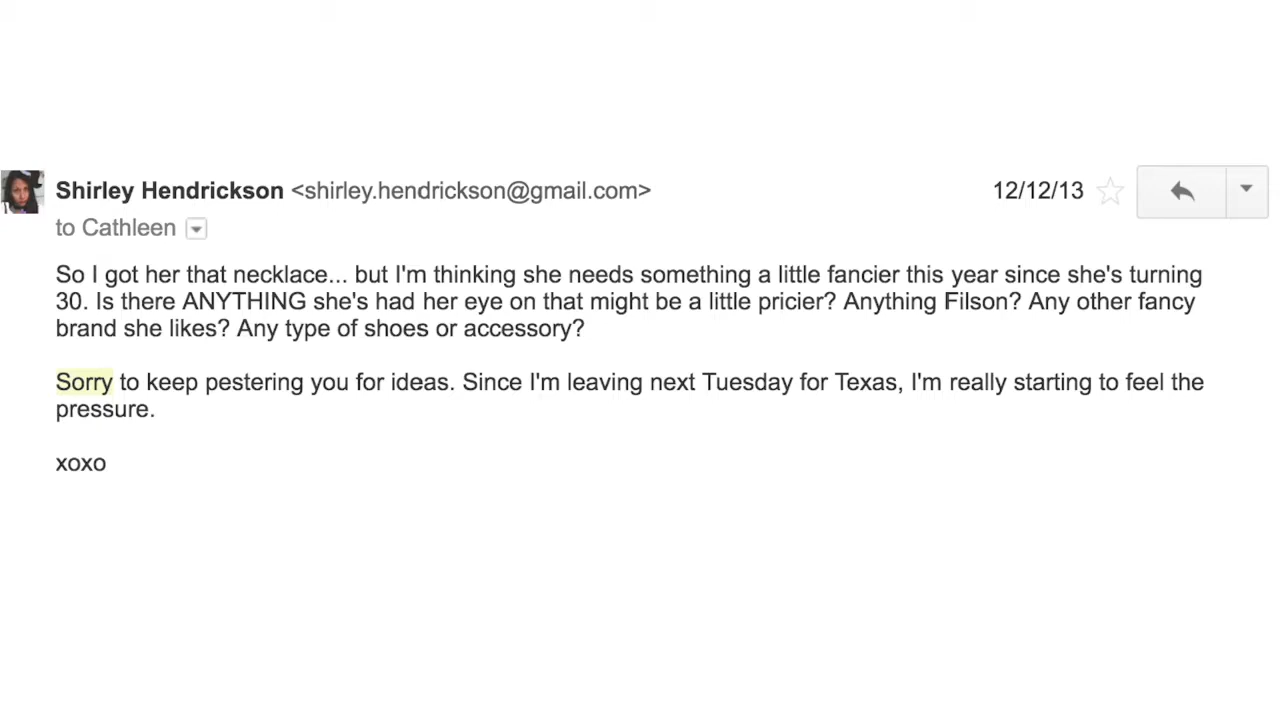 Shirley Hendrickson <shirley.hendrickson@gmail.com> 12/12/13
to Cathleen
So I got her that necklace... but I'm thinking she needs something a little fancier this year since she's turning
30. Is there ANYTHING she's had her eye on that might be a little pricier? Anything Filson? Any other fancy
brand she likes? Any type of shoes or accessory?
Sorry to keep pestering you for ideas. Since I'm leaving next Tuesday for Texas, I'm really starting to feel the
pressure.
xoxo